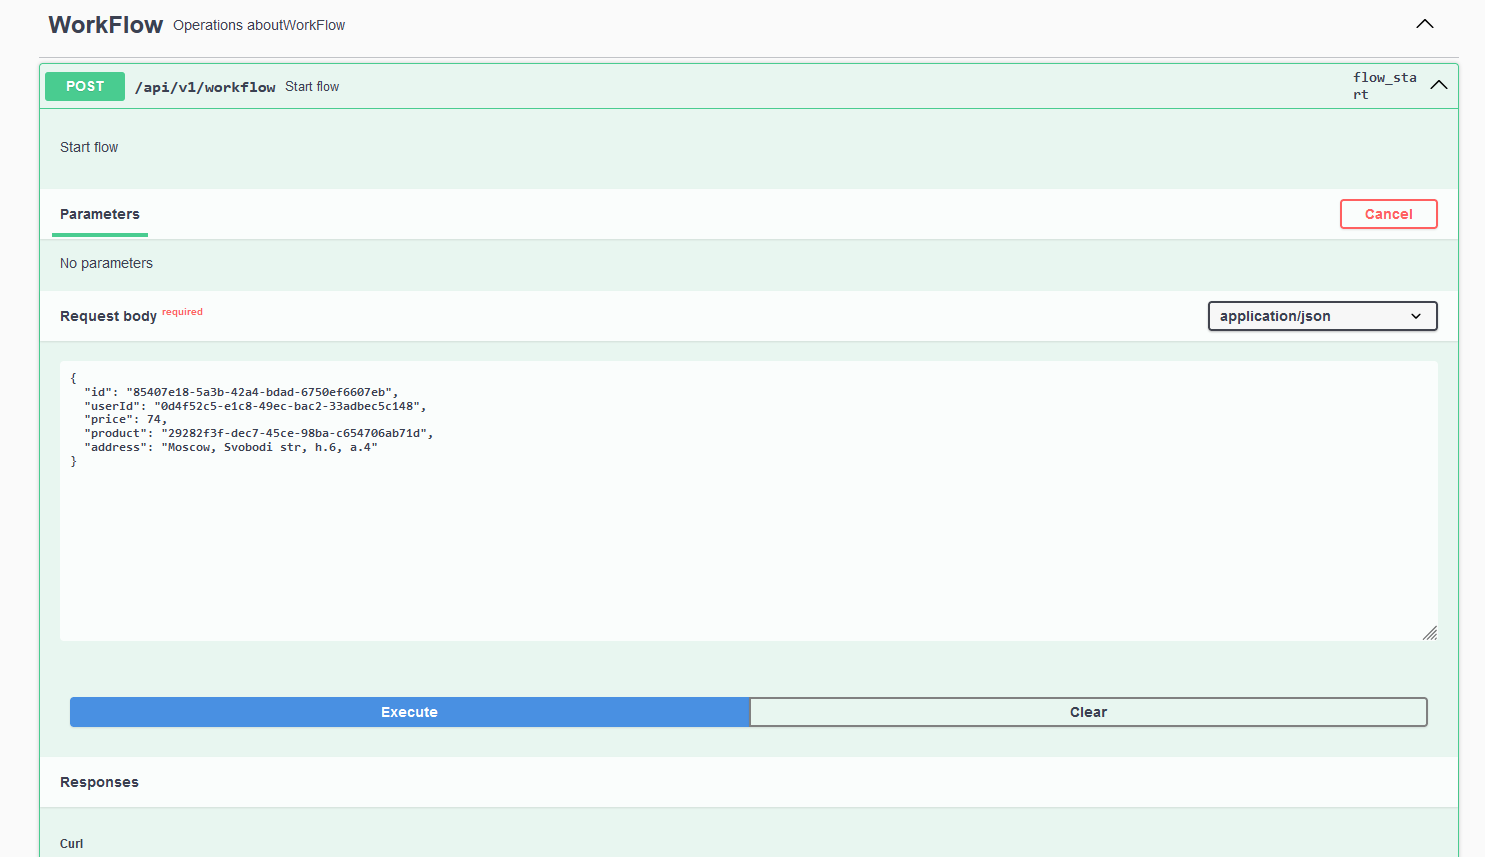 WorkFlow Operations aboutWorkFlow
POST /api/v1/workflow Start flow flow_sta
rt
Start flow
Parameters Cancel
No parameters
Request body required application/json
{
  "id": "85407e18-5a3b-42a4-bdad-6750ef6607eb",
  "userId": "0d4f52c5-e1c8-49ec-bac2-33adbec5c148",
  "price": 74,
  "product": "29282f3f-dec7-45ce-98ba-c654706ab71d",
  "address": "Moscow, Svobodi str, h.6, a.4"
}
Execute Clear
Responses
Curl